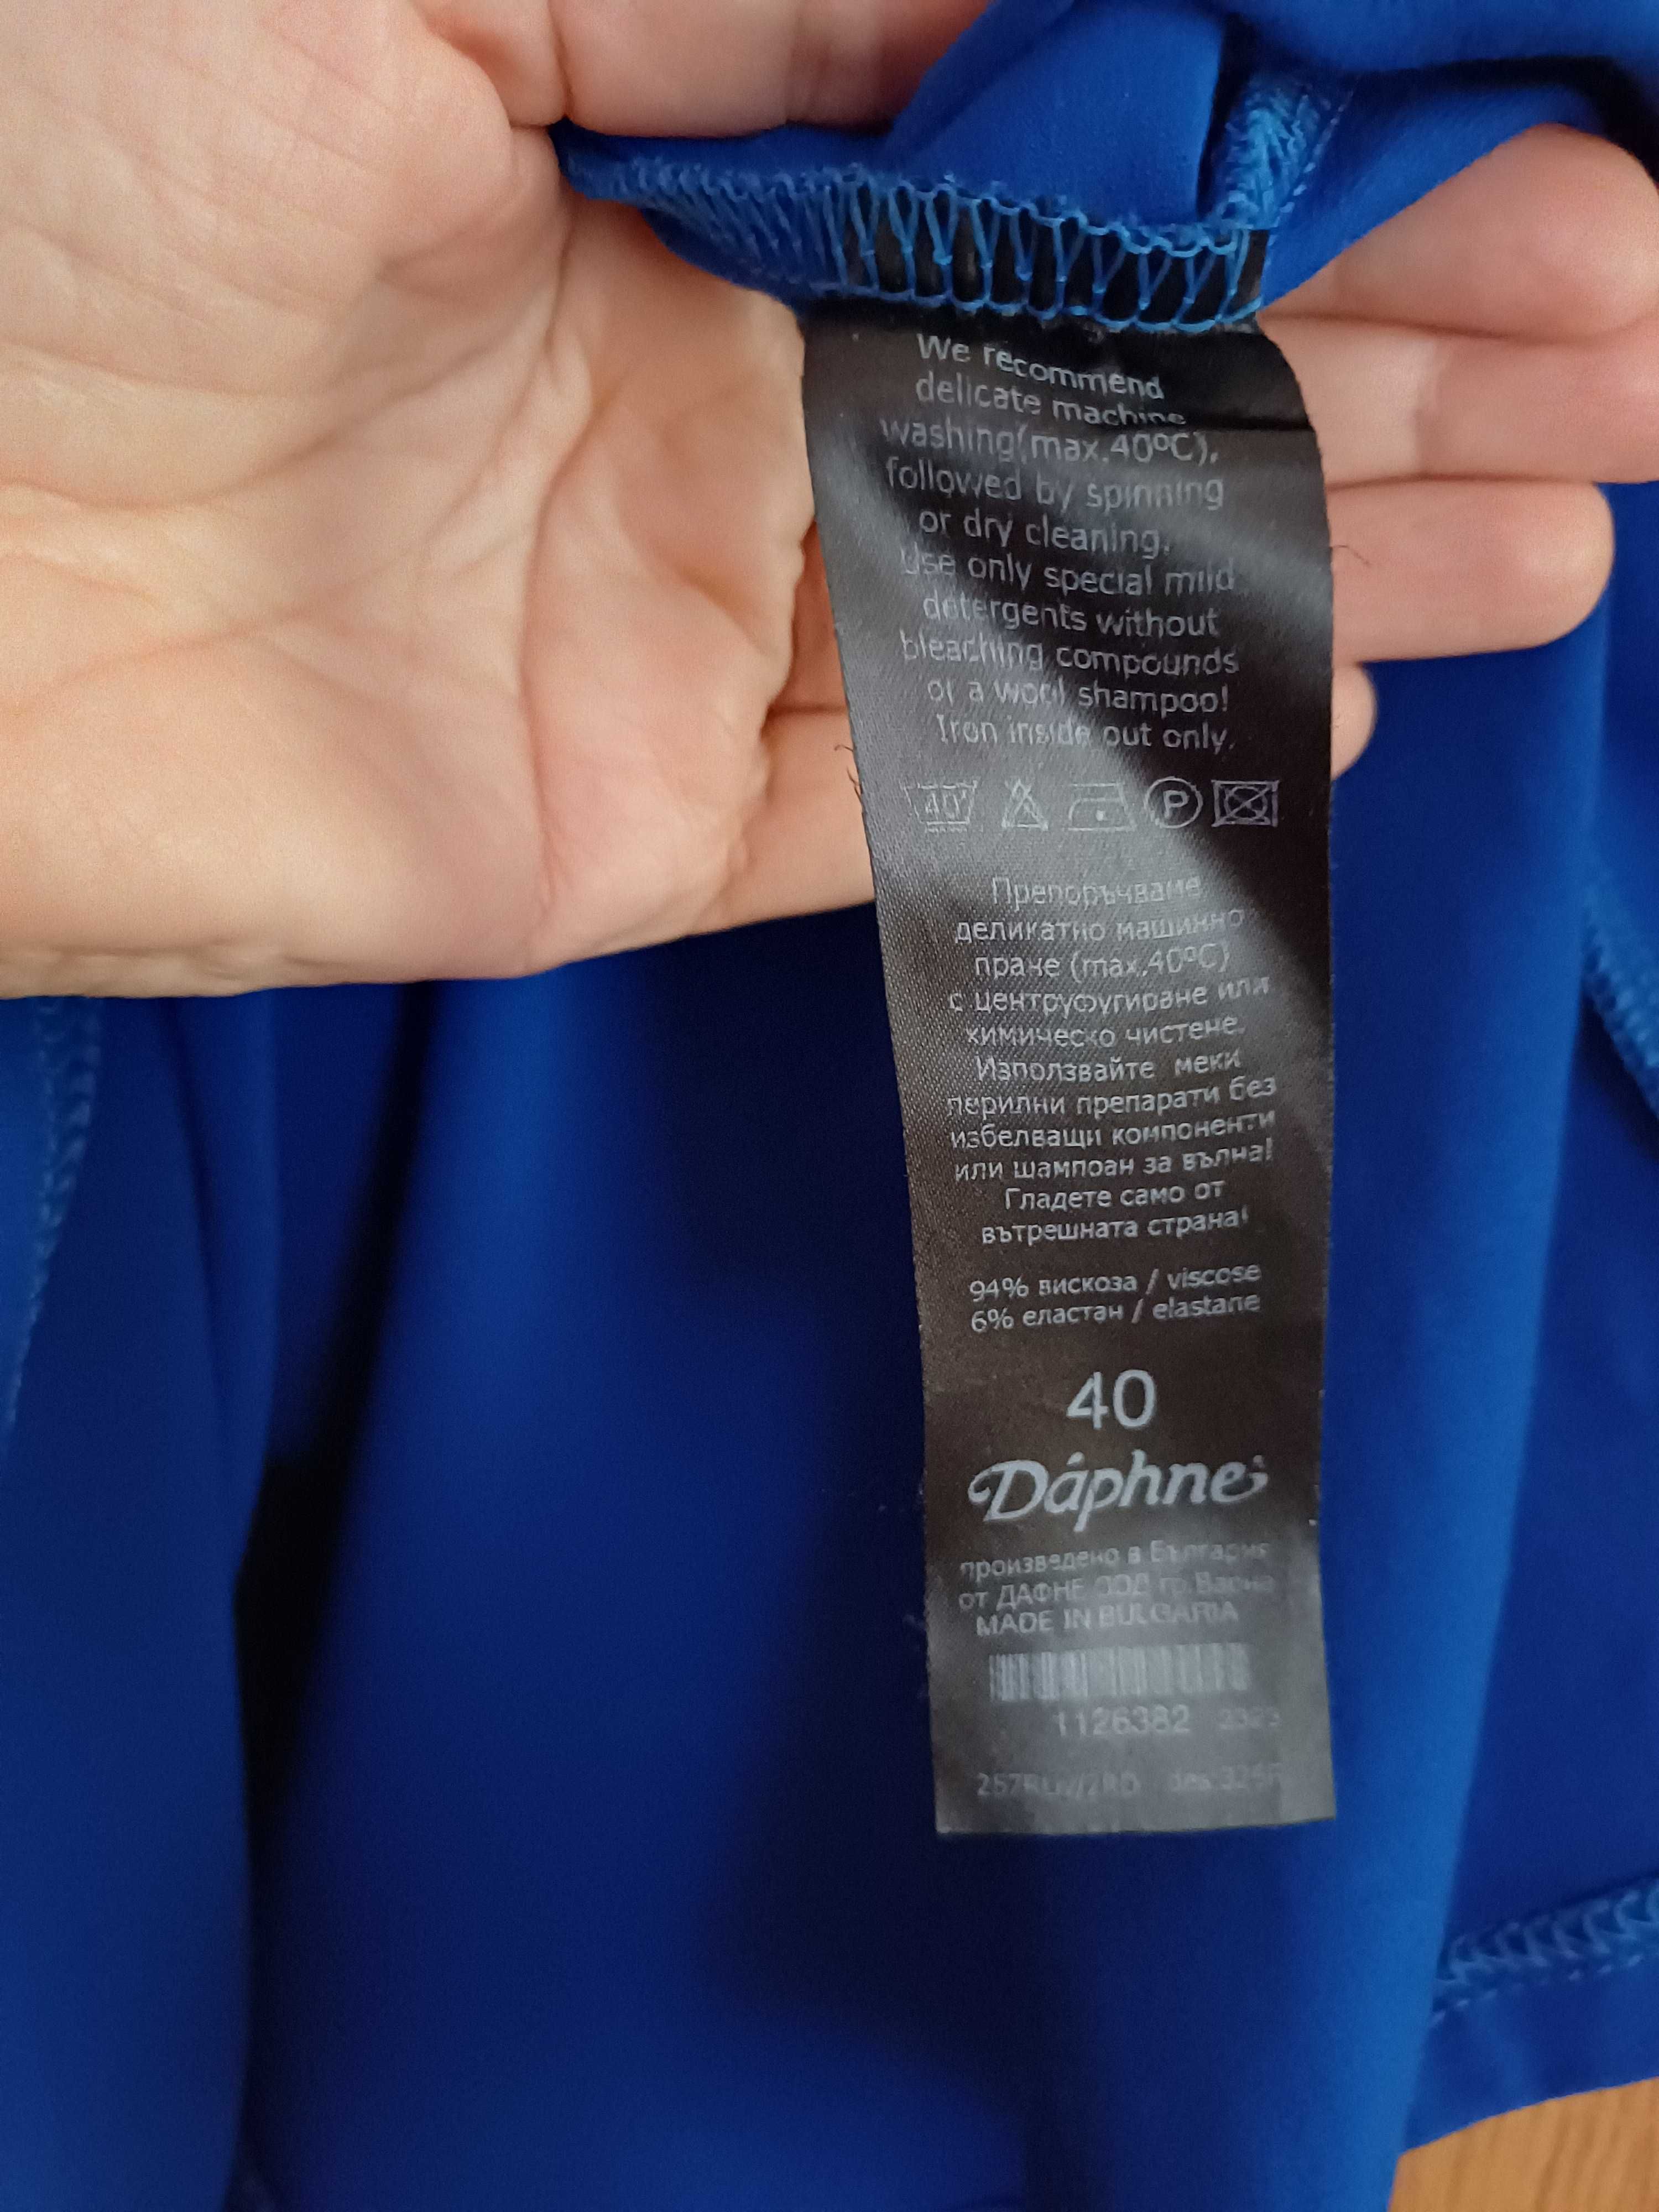 We recommend
delicate machine
washing(max.40ºC),
followed by spinning
or dry cleaning.
Use only special mild
detergents without
bleaching compounds
or a wool shampoo!
Iron inside out only.
40° P
Препоръчваме
деликатно машинно
пране (max.40ºC)
с центруфугиране или
химическо чистене.
Използвайте меки
перилни препарати без
избелващи компоненти
или шампоан за вълна!
Гладете само от
вътрешната страна!
94% вискоза / viscose
6% еластан / elastane
40
Dáphne
произведено в България
от ДАФНЕ ООД гр.Варна
MADE IN BULGARIA
1126382